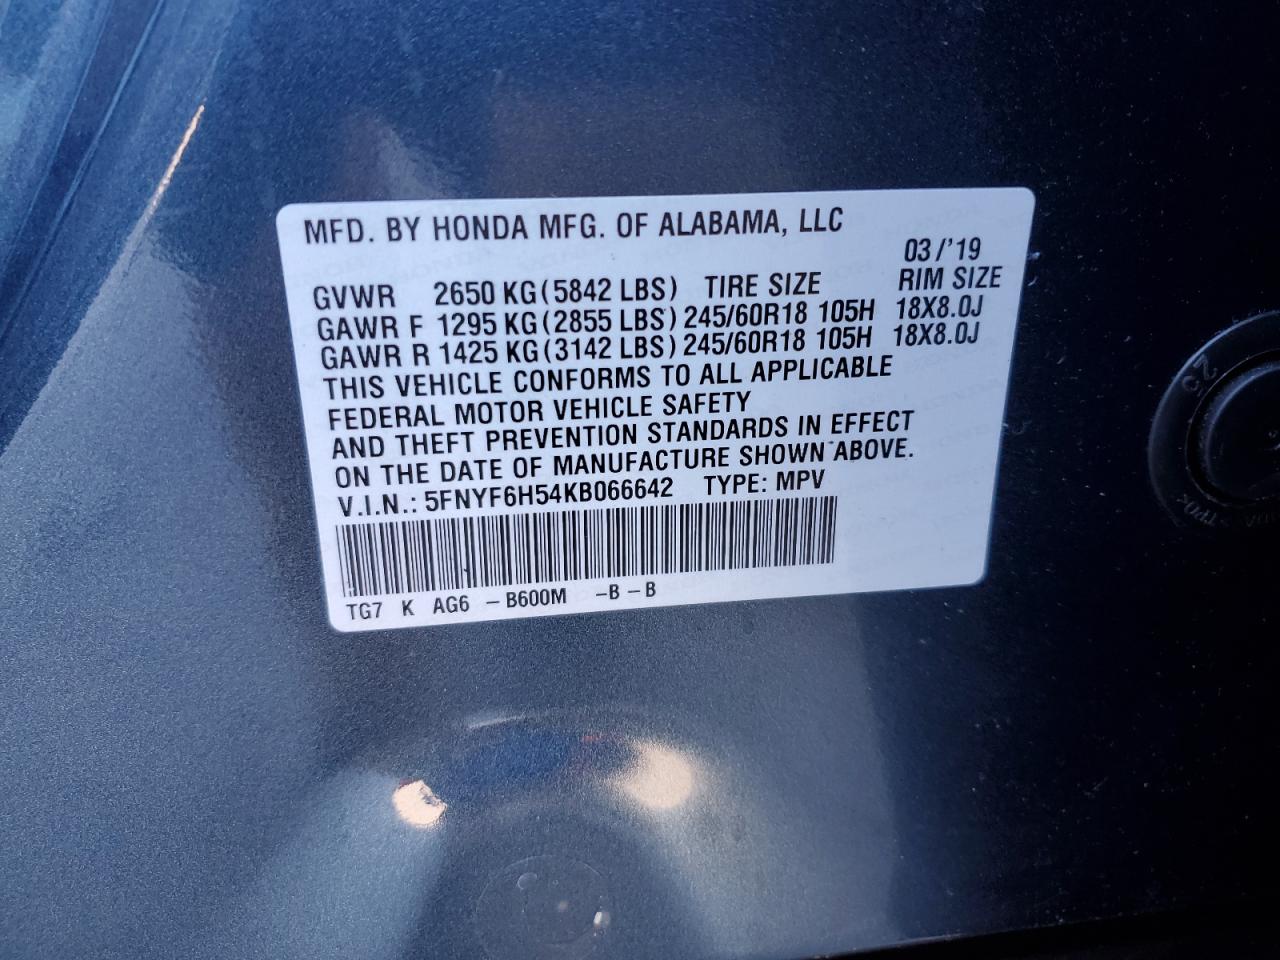 MFD. BY HONDA MFG. OF ALABAMA, LLC
03/'19
GVWR 2650 KG(5842 LBS) TIRE SIZE RIM SIZE
GAWR F 1295 KG(2855 LBS) 245/60R18 105H 18X8.0J
GAWR R 1425 KG(3142 LBS) 245/60R18 105H 18X8.0J
THIS VEHICLE CONFORMS TO ALL APPLICABLE
FEDERAL MOTOR VEHICLE SAFETY
AND THEFT PREVENTION STANDARDS IN EFFECT
ON THE DATE OF MANUFACTURE SHOWN ABOVE.
V.I.N.: 5FNYF6H54KB066642 TYPE: MPV
TG7 K AG6 -B600M -B-B
25